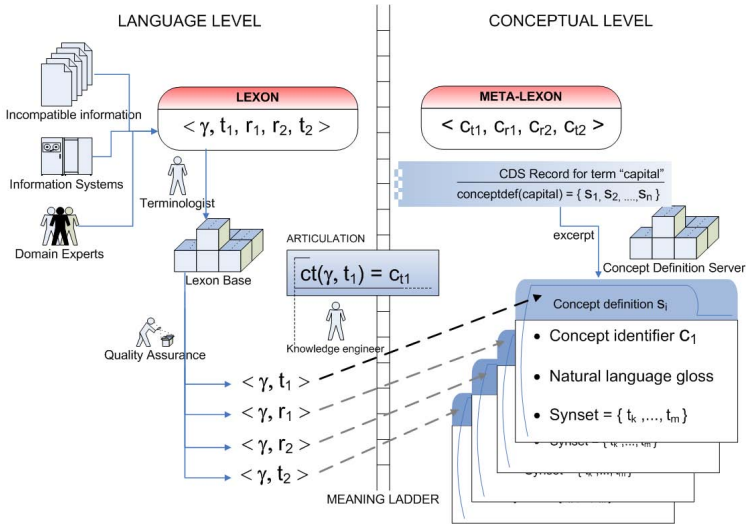 LANGUAGE LEVEL
CONCEPTUAL LEVEL
Incompatible information
Information Systems
Domain Experts
LEXON
< γ, t1, r1, r2, t2 >
META-LEXON
< Ct1, Cr1, Cr2, Ct2 >
Terminologist
Lexon Base
CDS Record for term “capital”
conceptdef(capital) = { S1, S2, ....,Sn }
excerpt
Concept Definition Server
ARTICULATION
ct(γ, t1) = Ct1
Knowledge engineer
Quality Assurance
< γ, t1 >
< γ, r1 >
< γ, r2 >
< γ, t2 >
Concept definition Si
• Concept identifier C1
• Natural language gloss
• Synset = { tk ,..., tm }
MEANING LADDER